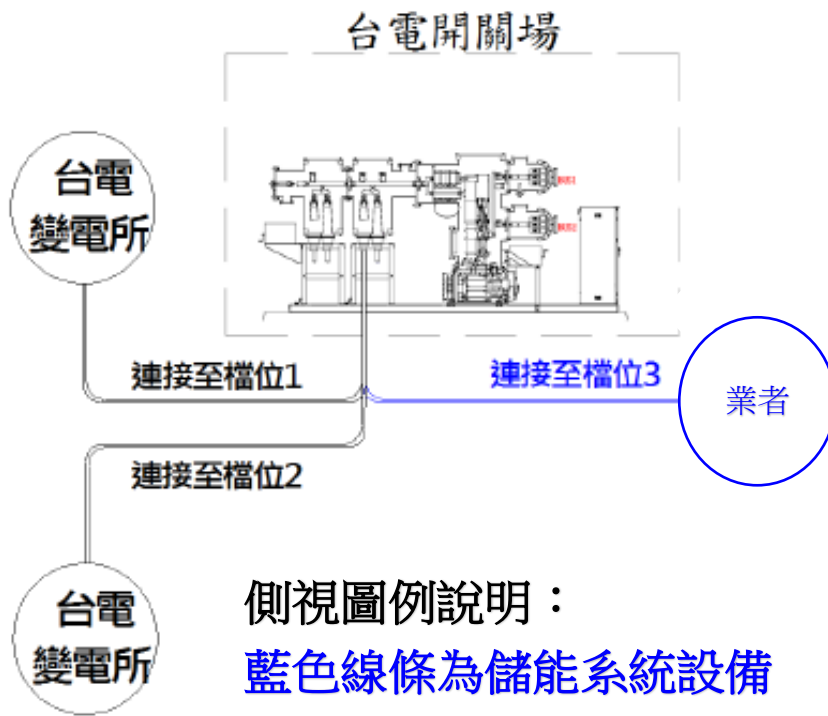 台電開關場
台電
變電所
連接至檔位1
連接至檔位3
業者
連接至檔位2
台電
變電所
側視圖例說明：
藍色線條為儲能系統設備